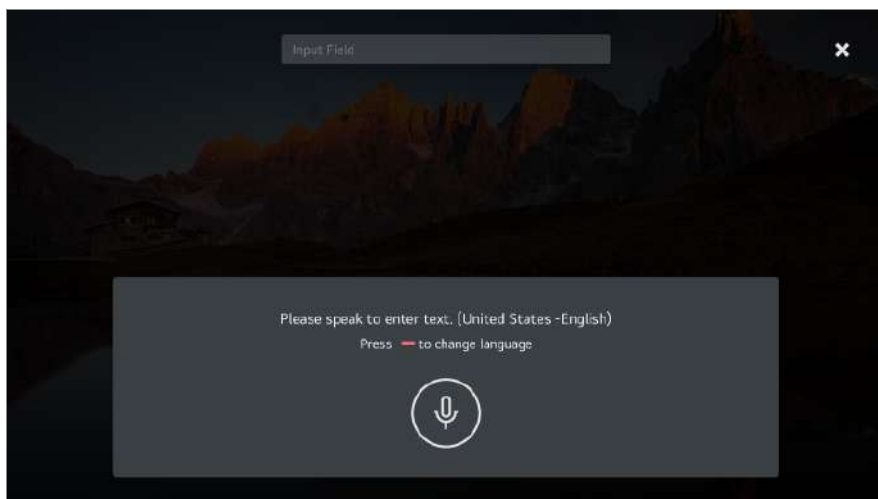 Input Field
Please speak to enter text. (United States -English)
Press to change language